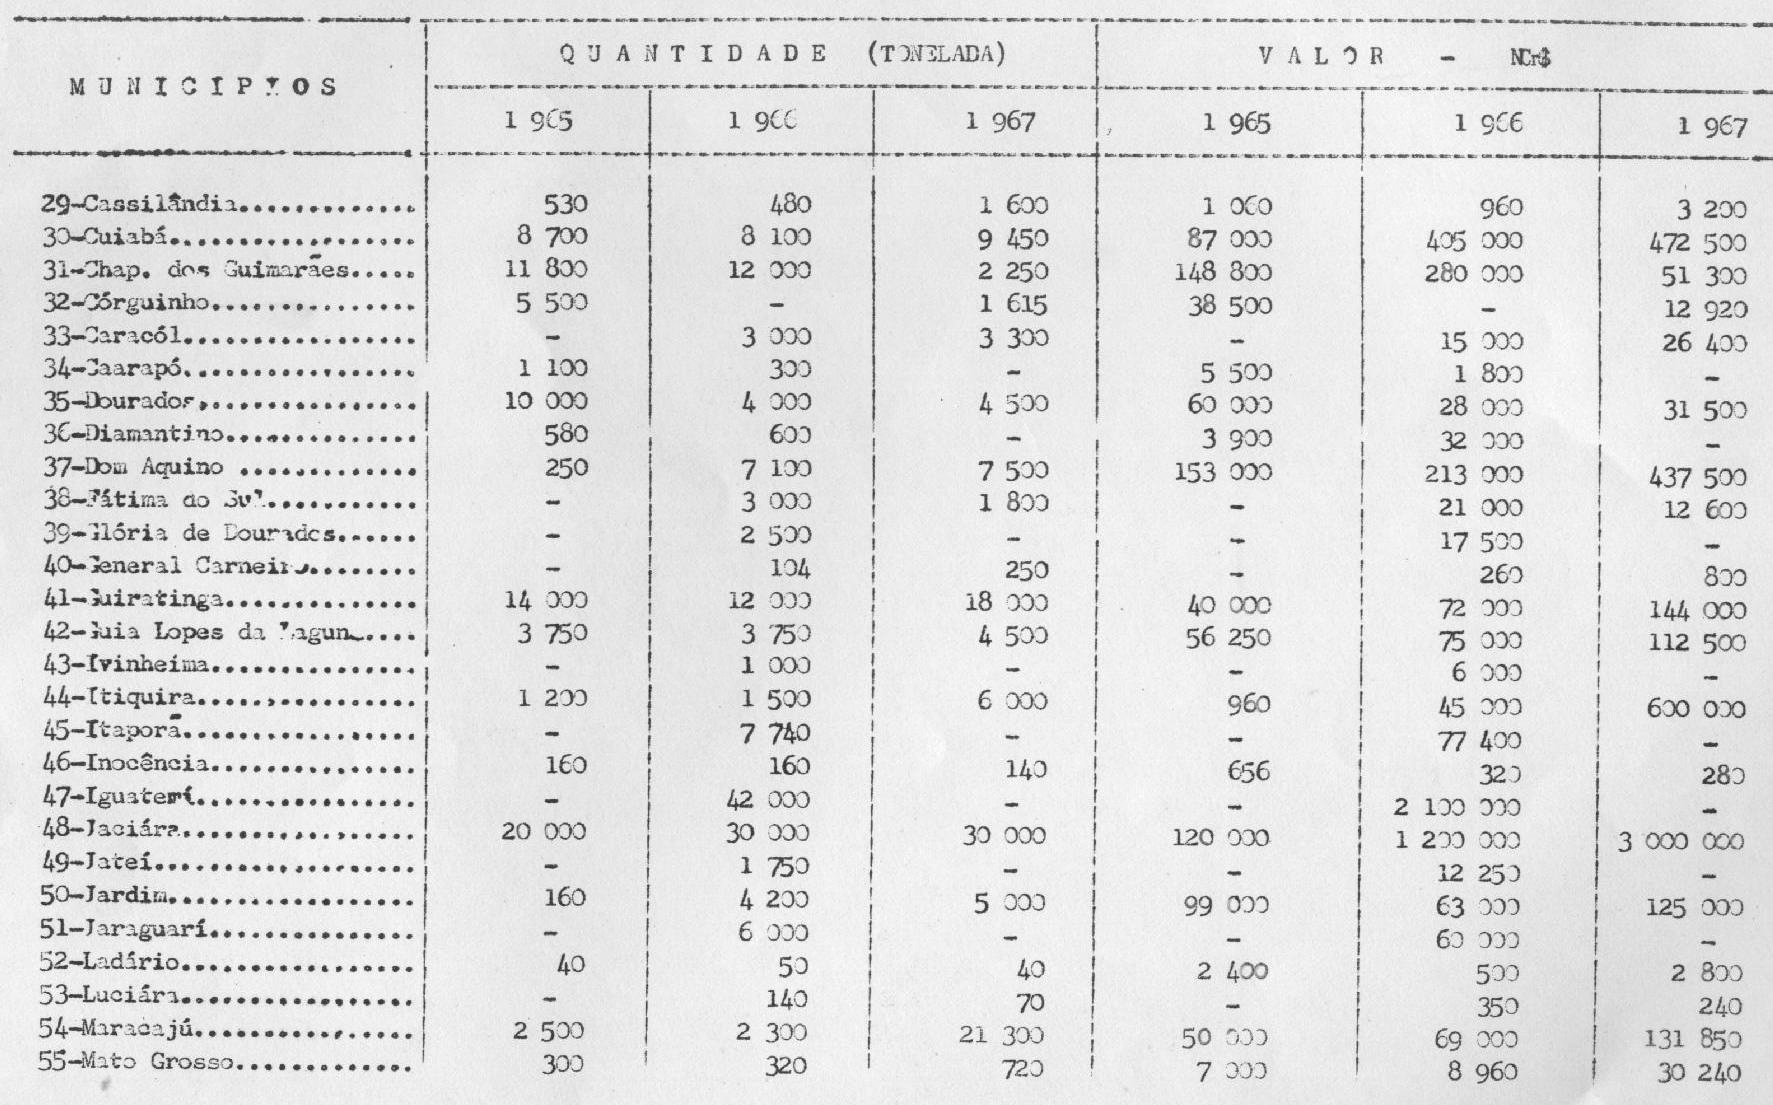 QUANTIDADE (TONELADA) VALOR - NCr$
MUNICIPIOS
1 965 1 966 1 967 1 965 1 966 1 967
29-Cassilândia.............. 530 480 1 600 1 060 960 3 200
30-Cuiabá................... 8 700 8 100 9 450 87 000 405 000 472 500
31-Chap. dos Guimarães..... 11 800 12 000 2 250 148 800 280 000 51 300
32-Córguinho............... 5 500 - 1 615 38 500 - 12 920
33-Caracól................. - 3 000 3 300 - 15 000 26 400
34-Caarapó................. 1 100 300 - 5 500 1 800 -
35-Dourados................ 10 000 4 000 4 500 60 000 28 000 31 500
36-Diamantino.............. 580 600 - 3 900 32 000 -
37-Dom Aquino ............. 250 7 100 7 500 153 000 213 000 437 500
38-Fátima do Sul........... - 3 000 1 800 - 21 000 12 600
39-Glória de Dourados...... - 2 500 - - 17 500 -
40-General Carneiro........ - 104 250 - 260 800
41-Guiratinga.............. 14 000 12 000 18 000 40 000 72 000 144 000
42-Guia Lopes da Laguna.... 3 750 3 750 4 500 56 250 75 000 112 500
43-Ivinheima............... - 1 000 - - 6 000 -
44-Itiquira................ 1 200 1 500 6 000 960 45 000 600 000
45-Itaporã................. - 7 740 - - 77 400 -
46-Inocência............... 160 160 140 656 320 280
47-Iguatemí................ - 42 000 - - 2 100 000 -
48-Jaciára................. 20 000 30 000 30 000 120 000 1 200 000 3 000 000
49-Jateí................... - 1 750 - - 12 250 -
50-Jardim.................. 160 4 200 5 000 99 000 63 000 125 000
51-Jaraguarí............... - 6 000 - - 60 000 -
52-Ladário................. 40 50 40 2 400 500 2 800
53-Luciára................. - 140 70 - 350 240
54-Maracajú................ 2 500 2 300 21 300 50 000 69 000 131 850
55-Mato Grosso............. 300 320 720 7 000 8 960 30 240